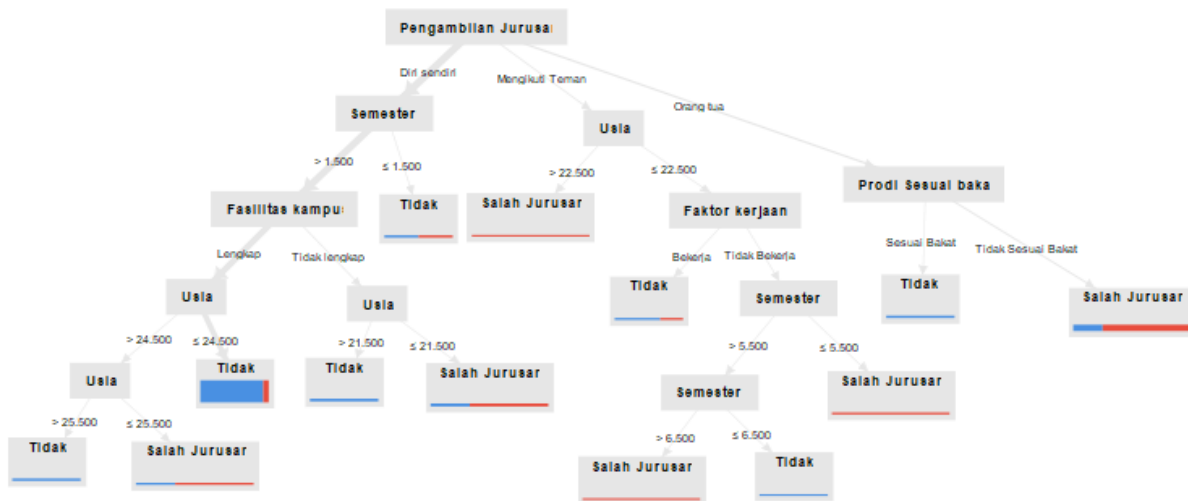 Pengambilan Jurusar
Diri sendiri
Mengikuti Teman
Orang tua
Semester
Usia
> 1.500
≤ 1.500
> 22.500
≤ 22.500
Prodi Sesuai baka
Fasilitas kampu
Tidak
Salah Jurusar
Faktor kerjaan
Lengkap
Tidak lengkap
Bekerja
Tidak Bekerja
Sesuai Bakat
Tidak Sesuai Bakat
Usia
Usia
Tidak
Semester
Tidak
Salah Jurusar
> 24.500
≤ 24.500
> 21.500
≤ 21.500
> 5.500
≤ 5.500
Usia
Tidak
Tidak
Salah Jurusar
Semester
Salah Jurusar
> 25.500
≤ 25.500
> 6.500
≤ 6.500
Tidak
Salah Jurusar
Salah Jurusar
Tidak